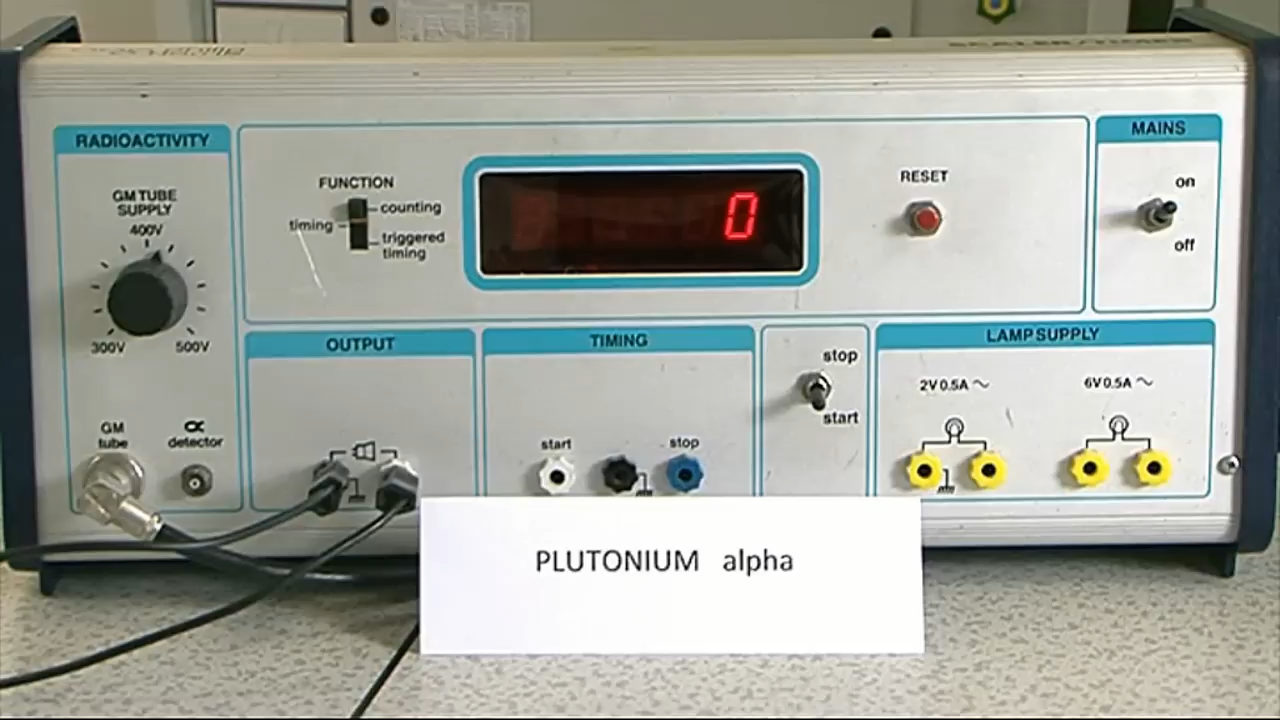 RADIOACTIVITY
GM TUBE
SUPPLY
400V
300V
500V
GM
tube
α
detector
FUNCTION
counting
timing
triggered
timing
0
RESET
MAINS
on
off
OUTPUT
TIMING
start
stop
stop
start
LAMP SUPPLY
2V 0.5A ~
6V 0.5A ~
PLUTONIUM alpha